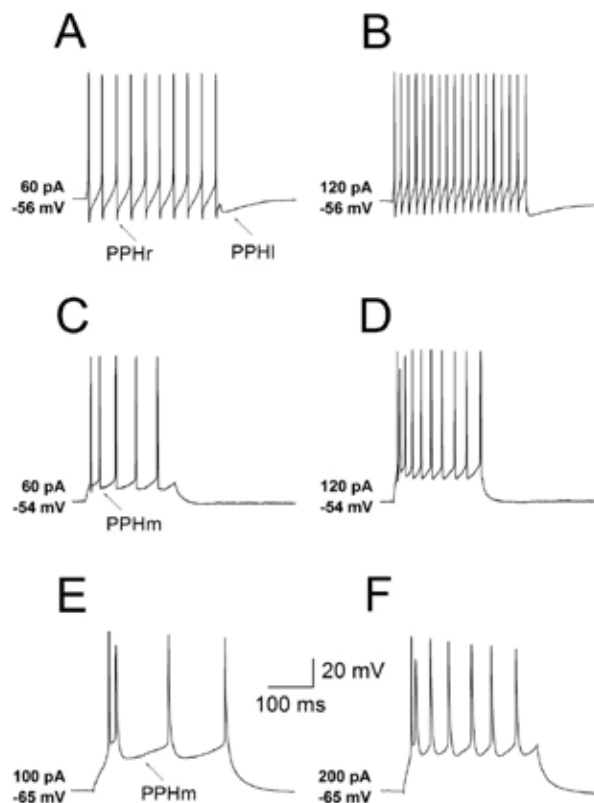 A
B
60 pA
-56 mV
PPHr
PPHl
120 pA
-56 mV
C
D
60 pA
-54 mV
PPHm
120 pA
-54 mV
E
F
20 mV
100 ms
100 pA
-65 mV
PPHm
200 pA
-65 mV